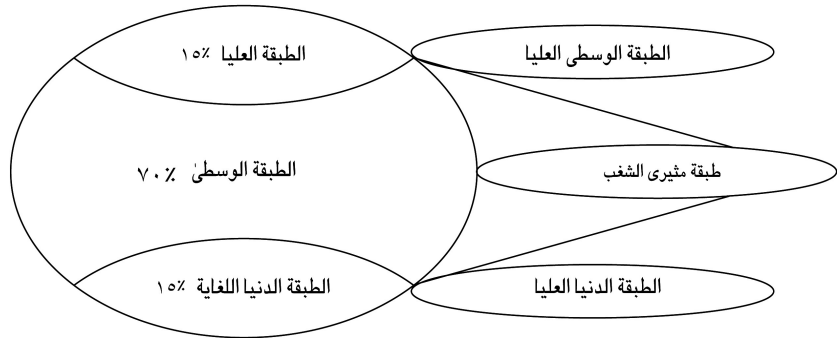 الطبقة العليا ١٥٪
الطبقة الوسطى العليا
الطبقة الوسطىٰ ٧٠٪
طبقة مثيرى الشغب
الطبقة الدنيا اللغاية ١٥٪
الطبقة الدنيا العليا